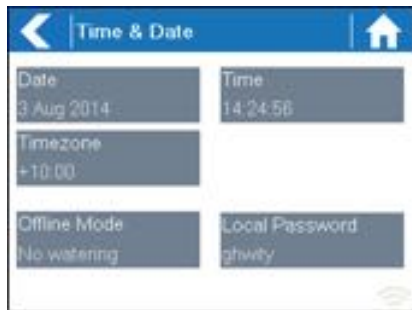 Time & Date
Date
3 Aug 2014
Time
14:24:56
Timezone
+10:00
Offline Mode
No watering
Local Password
ghwity